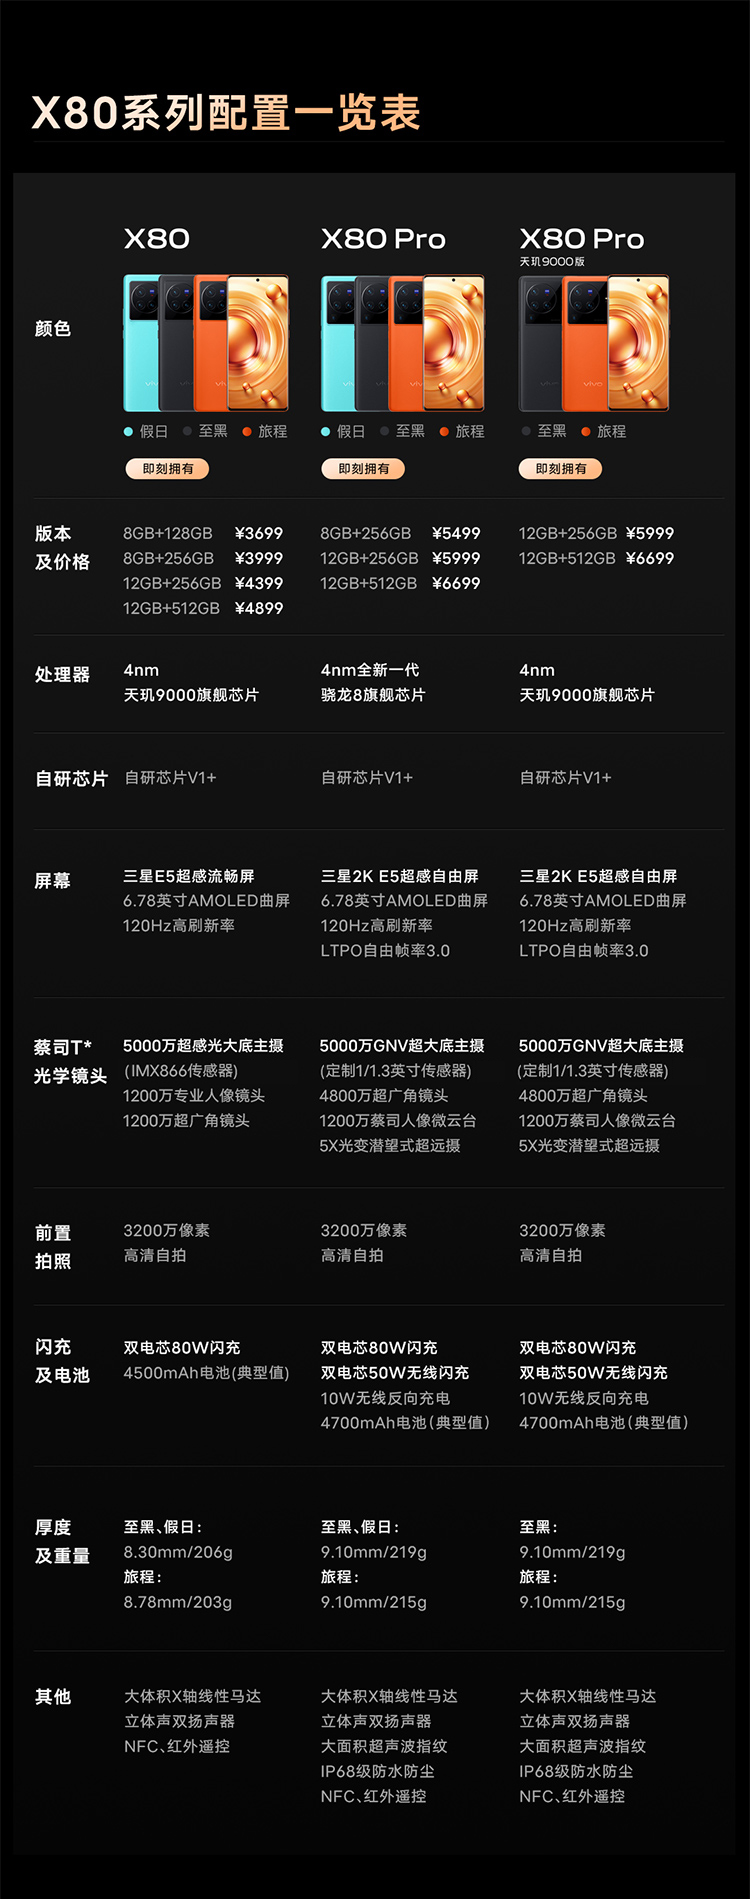 X80系列配置一览表
X80
X80 Pro
X80 Pro
天玑9000版
颜色
vivo
vivo
vivo
vivo
vivo
vivo
vivo
vivo
假日 至黑 旅程
假日 至黑 旅程
至黑 旅程
即刻拥有
即刻拥有
即刻拥有
版本
及价格
8GB+128GB ¥3699
8GB+256GB ¥3999
12GB+256GB ¥4399
12GB+512GB ¥4899
8GB+256GB ¥5499
12GB+256GB ¥5999
12GB+512GB ¥6699
12GB+256GB ¥5999
12GB+512GB ¥6699
处理器
4nm
天玑9000旗舰芯片
4nm全新一代
骁龙8旗舰芯片
4nm
天玑9000旗舰芯片
自研芯片
自研芯片V1+
自研芯片V1+
自研芯片V1+
屏幕
三星E5超感流畅屏
6.78英寸AMOLED曲屏
120Hz高刷新率
三星2K E5超感自由屏
6.78英寸AMOLED曲屏
120Hz高刷新率
LTPO自由帧率3.0
三星2K E5超感自由屏
6.78英寸AMOLED曲屏
120Hz高刷新率
LTPO自由帧率3.0
蔡司T*
光学镜头
5000万超感光大底主摄
(IMX866传感器)
1200万专业人像镜头
1200万超广角镜头
5000万GNV超大底主摄
(定制1/1.3英寸传感器)
4800万超广角镜头
1200万蔡司人像微云台
5X光变潜望式超远摄
5000万GNV超大底主摄
(定制1/1.3英寸传感器)
4800万超广角镜头
1200万蔡司人像微云台
5X光变潜望式超远摄
前置
拍照
3200万像素
高清自拍
3200万像素
高清自拍
3200万像素
高清自拍
闪充
及电池
双电芯80W闪充
4500mAh电池(典型值)
双电芯80W闪充
双电芯50W无线闪充
10W无线反向充电
4700mAh电池(典型值)
双电芯80W闪充
双电芯50W无线闪充
10W无线反向充电
4700mAh电池(典型值)
厚度
及重量
至黑、假日:
8.30mm/206g
旅程:
8.78mm/203g
至黑、假日:
9.10mm/219g
旅程:
9.10mm/215g
至黑:
9.10mm/219g
旅程:
9.10mm/215g
其他
大体积X轴线性马达
立体声双扬声器
NFC、红外遥控
大体积X轴线性马达
立体声双扬声器
大面积超声波指纹
IP68级防水防尘
NFC、红外遥控
大体积X轴线性马达
立体声双扬声器
大面积超声波指纹
IP68级防水防尘
NFC、红外遥控